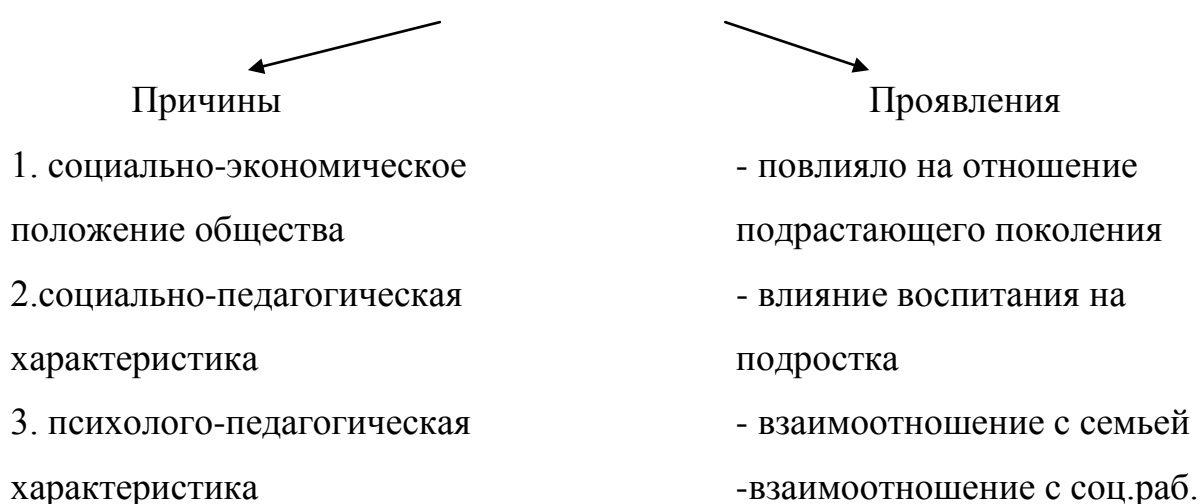 Причины
Проявления
1. социально-экономическое
положение общества
2.социально-педагогическая
характеристика
3. психолого-педагогическая
характеристика
- повлияло на отношение
подрастающего поколения
- влияние воспитания на
подростка
- взаимоотношение с семьей
-взаимоотношение с соц.раб.